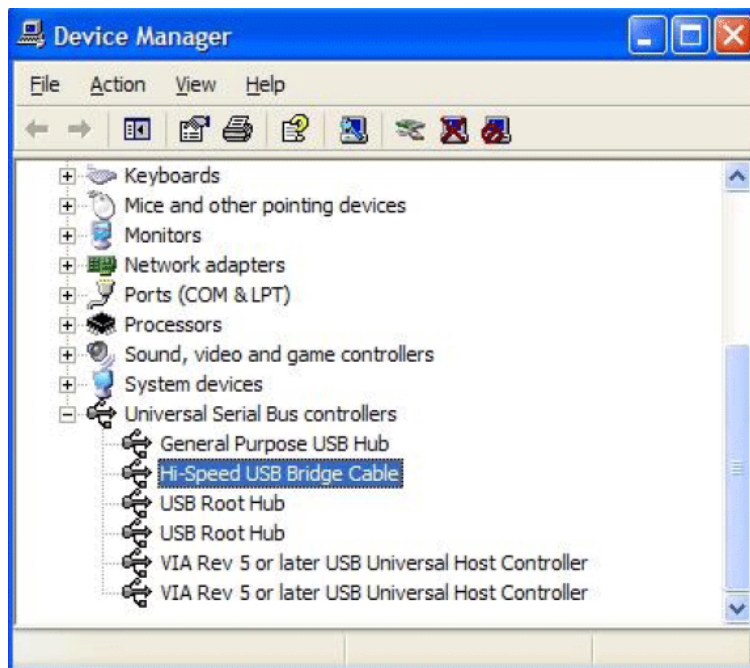 Device Manager
File Action View Help
Keyboards
Mice and other pointing devices
Monitors
Network adapters
Ports (COM & LPT)
Processors
Sound, video and game controllers
System devices
Universal Serial Bus controllers
General Purpose USB Hub
Hi-Speed USB Bridge Cable
USB Root Hub
USB Root Hub
VIA Rev 5 or later USB Universal Host Controller
VIA Rev 5 or later USB Universal Host Controller